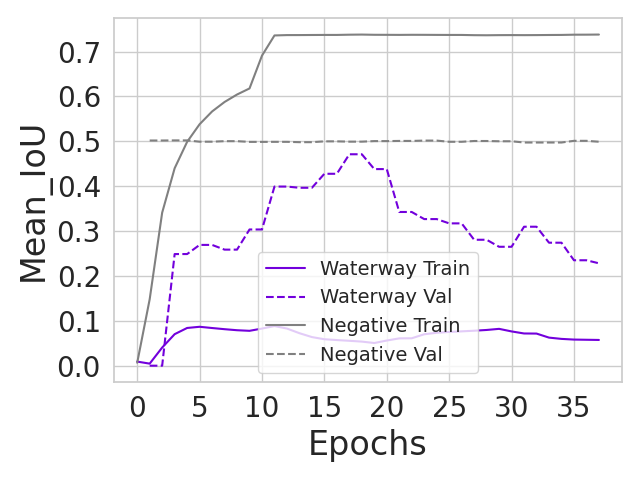 Mean_IoU
0.7
0.6
0.5
0.4
0.3
0.2
0.1
0.0
Waterway Train
Waterway Val
Negative Train
Negative Val
0 5 10 15 20 25 30 35
Epochs